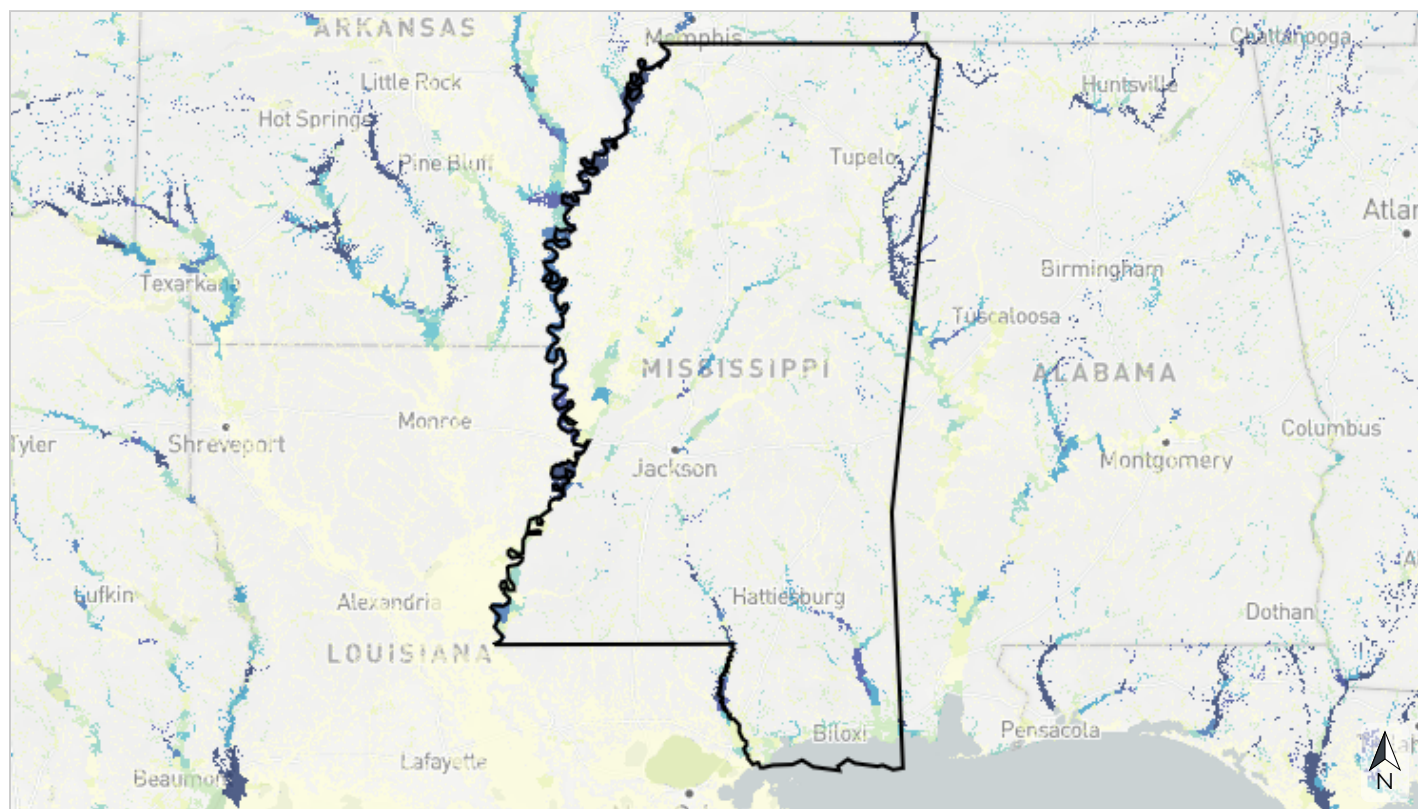 ARKANSAS
Memphis
Chattanooga
Little Rock
Huntsville
Hot Springs
Pine Bluff
Tupelo
Atlan
Birmingham
Texarkana
Tuscaloosa
MISSISSIPPI
ALABAMA
Monroe
Columbus
Tyler
Shreveport
Montgomery
Jackson
Lufkin
Alexandria
Hattiesburg
Dothan
LOUISIANA
Biloxi
Pensacola
Lafayette
Beaumon
N